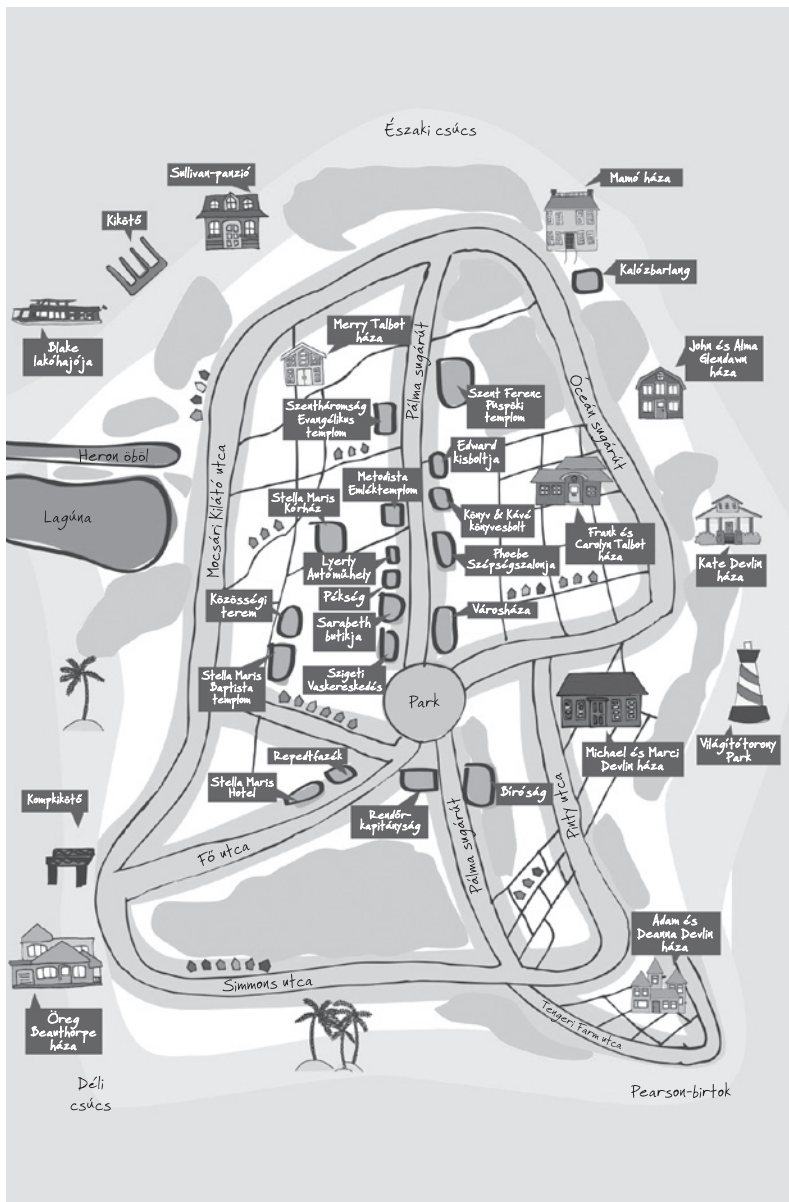 Északi csúcs
Sullivan-panzió
Mamó háza
Kikötő
Kalózbarlang
Blake
lakóhajója
Merry Talbot
háza
John és Alma
Glendawn
háza
Pálma sugárút
Szent Ferenc
Püspöki
templom
Óceán sugárút
Szentháromság
Evangélikus
templom
Heron öböl
Edward
kisboltja
Metodista
Emléktemplom
Mocsári Kilátó utca
Stella Maris
Kórház
Könyv & Kávé
könyvesbolt
Lagúna
Frank és
Carolyn Talbot
háza
Lyerly
Autóműhely
Phoebe
Szépségszalonja
Kate Devlin
háza
Pékség
Közösségi
terem
Sarabeth
butikja
Városháza
Stella Maris
Baptista
templom
Szigeti
Vaskereskedés
Park
Világítótorony
Park
Michael és Marci
Devlin háza
Repedtfazék
Stella Maris
Hotel
Rendőr-
kapitányság
Bíróság
Kompkikötő
Pinty utca
Fő utca
Pálma sugárút
Adam és
Deanna Devlin
háza
Simmons utca
Öreg
Beauthorpe
háza
Tengeri Farm utca
Déli
csúcs
Pearson-birtok